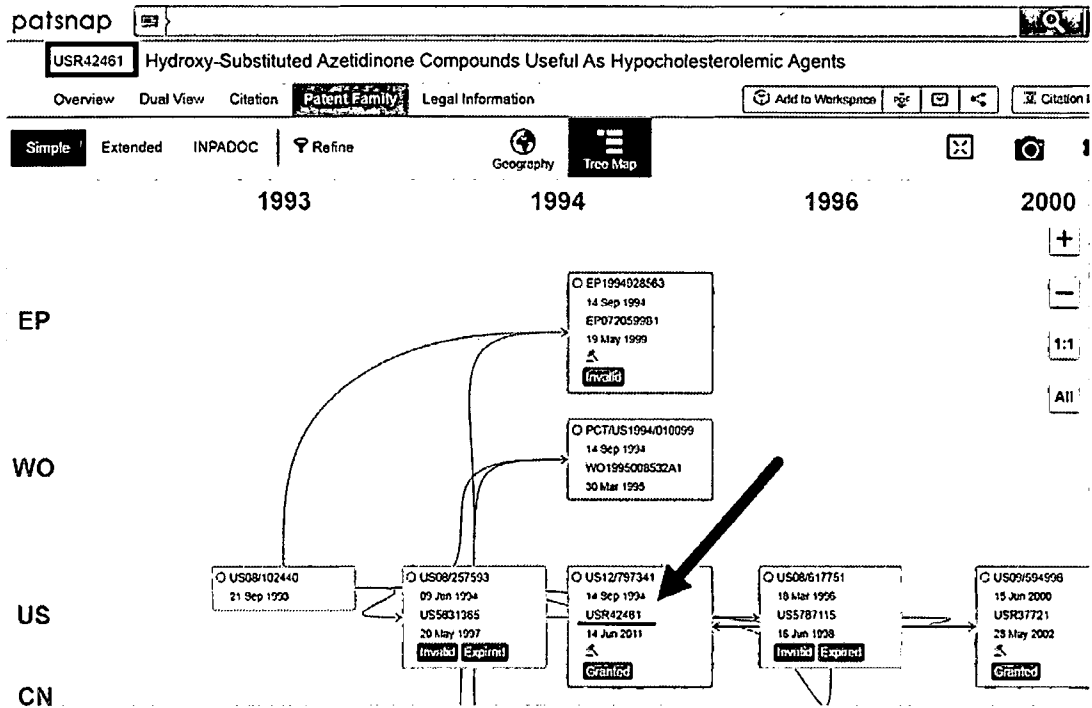 patsnap
USR42461 Hydroxy-Substituted Azetidinone Compounds Useful As Hypocholesterolemic Agents
Overview Dual View Citation Patent Family Legal Information Add to Workspace PDF Citation
Simple Extended INPADOC Refine Geography Tree Map
1993 1994 1996 2000
+
−
1:1
All
EP
EP1994928563
14 Sep 1994
EP0720599B1
19 May 1999
Invalid
WO
PCT/US1994/010099
14 Sep 1994
WO1995008532A1
30 Mar 1995
US
US08/102440
21 Sep 1993
US08/257593
09 Jun 1994
US5631365
20 May 1997
Invalid Expired
US12/797341
14 Sep 1994
USR42461
14 Jun 2011
Granted
US08/617751
18 Mar 1996
US5767115
16 Jun 1998
Invalid Expired
US09/594996
15 Jun 2000
USR37721
28 May 2002
Granted
CN